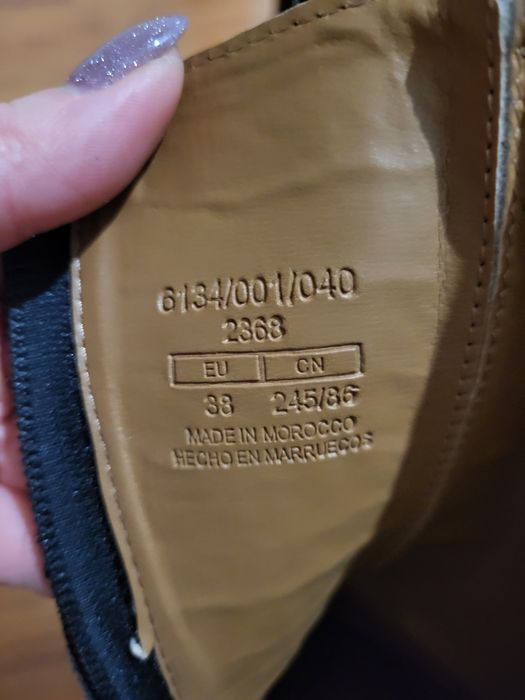 6134/001/040
2368
EU CN
38 245/86
MADE IN MOROCCO
HECHO EN MARRUECOS